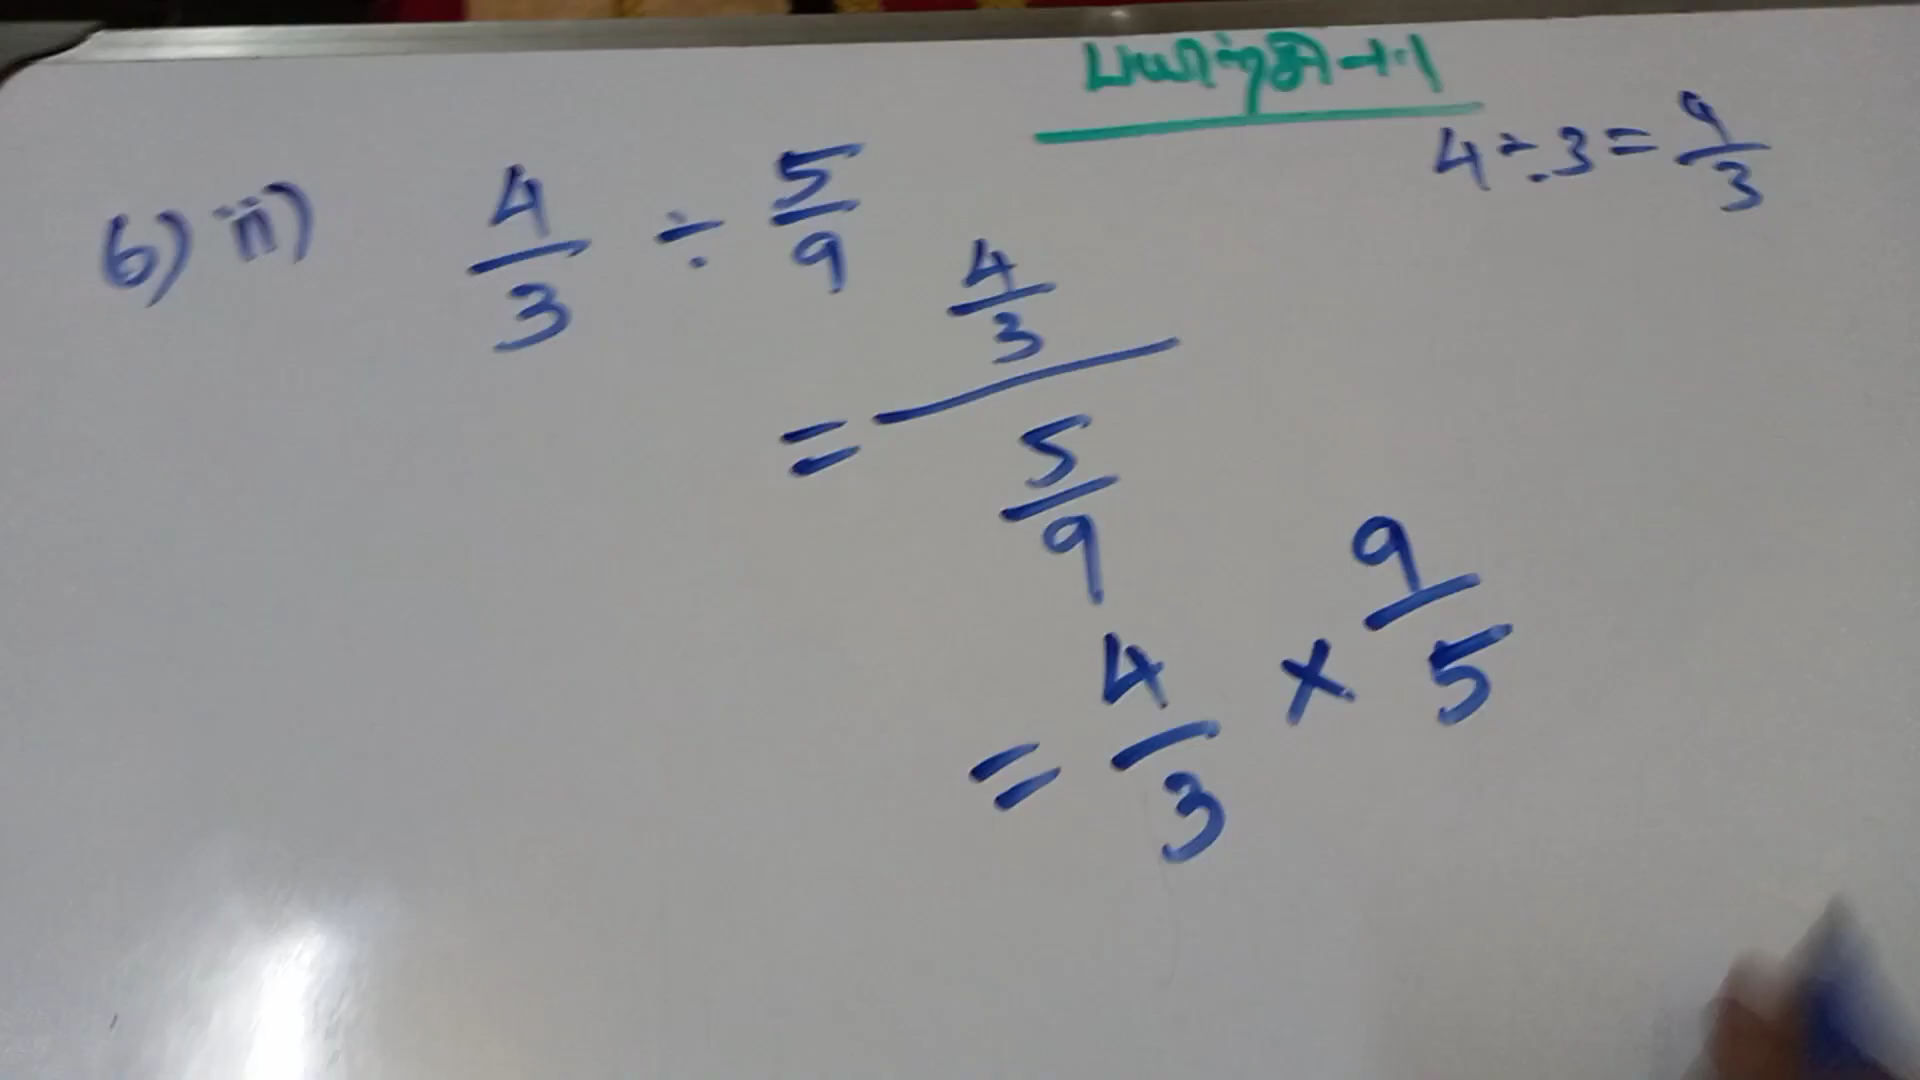 பயிற்சி - 1.1
4 ÷ 3 = 4/3
6) ii) 4/3 ÷ 5/9
= (4/3)/(5/9)
= 4/3 × 9/5